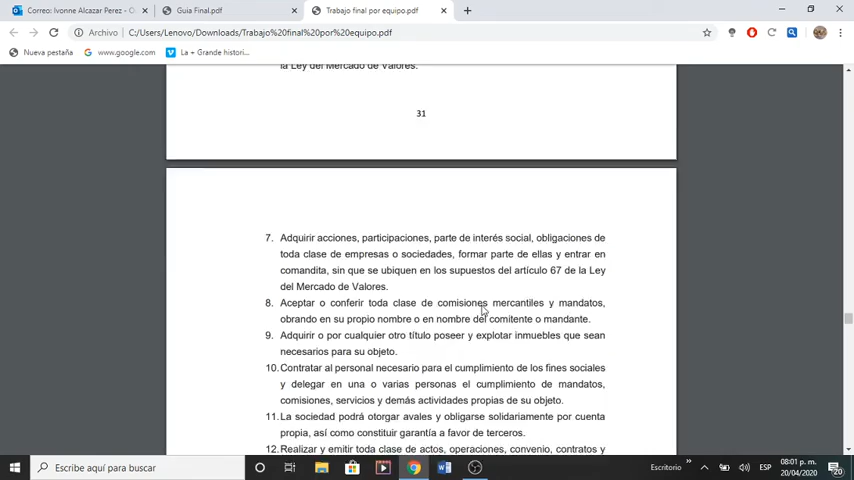 Correo: Ivonne Alcazar Perez - O
Guia Final.pdf
Trabajo final por equipo.pdf
Archivo
C:/Users/Lenovo/Downloads/Trabajo%20final%20por%20equipo.pdf
Nueva pestaña
www.google.com
La + Grande histori...
la Ley del Mercado de Valores.
31
7. Adquirir acciones, participaciones, parte de interés social, obligaciones de
toda clase de empresas o sociedades, formar parte de ellas y entrar en
comandita, sin que se ubiquen en los supuestos del artículo 67 de la Ley
del Mercado de Valores.
8. Aceptar o conferir toda clase de comisiones mercantiles y mandatos,
obrando en su propio nombre o en nombre del comitente o mandante.
9. Adquirir o por cualquier otro título poseer y explotar inmuebles que sean
necesarios para su objeto.
10. Contratar al personal necesario para el cumplimiento de los fines sociales
y delegar en una o varias personas el cumplimiento de mandatos,
comisiones, servicios y demás actividades propias de su objeto.
11. La sociedad podrá otorgar avales y obligarse solidariamente por cuenta
propia, así como constituir garantía a favor de terceros.
12. Realizar y emitir toda clase de actos, operaciones, convenio, contratos y
Escribe aquí para buscar
Escritorio
ESP
08:01 p.m.
20/04/2020
20